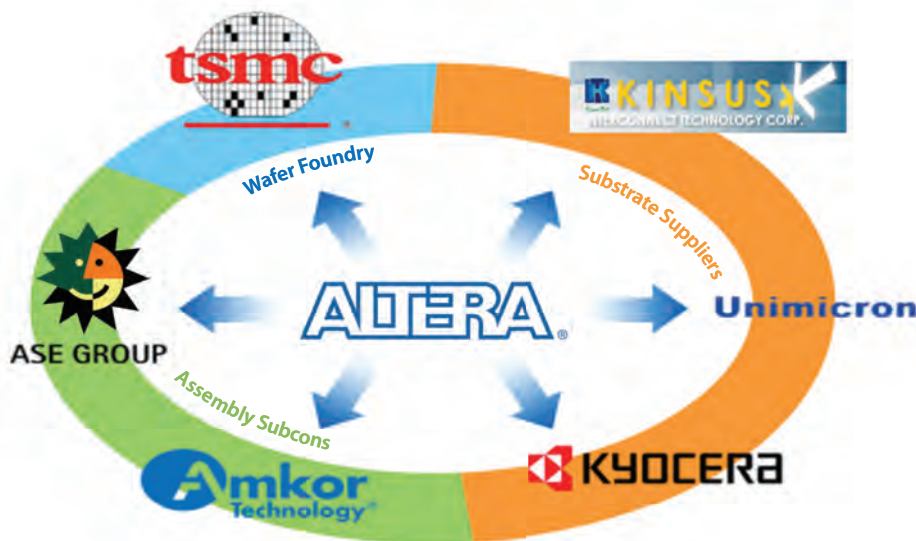 tsmc
®
KINSUS
INTERCONNECT TECHNOLOGY CORP.
Wafer Foundry
Substrate Suppliers
ALTERA®
Unimicron
ASE GROUP
Assembly Subcons
KYOCERA
Amkor
Technology®